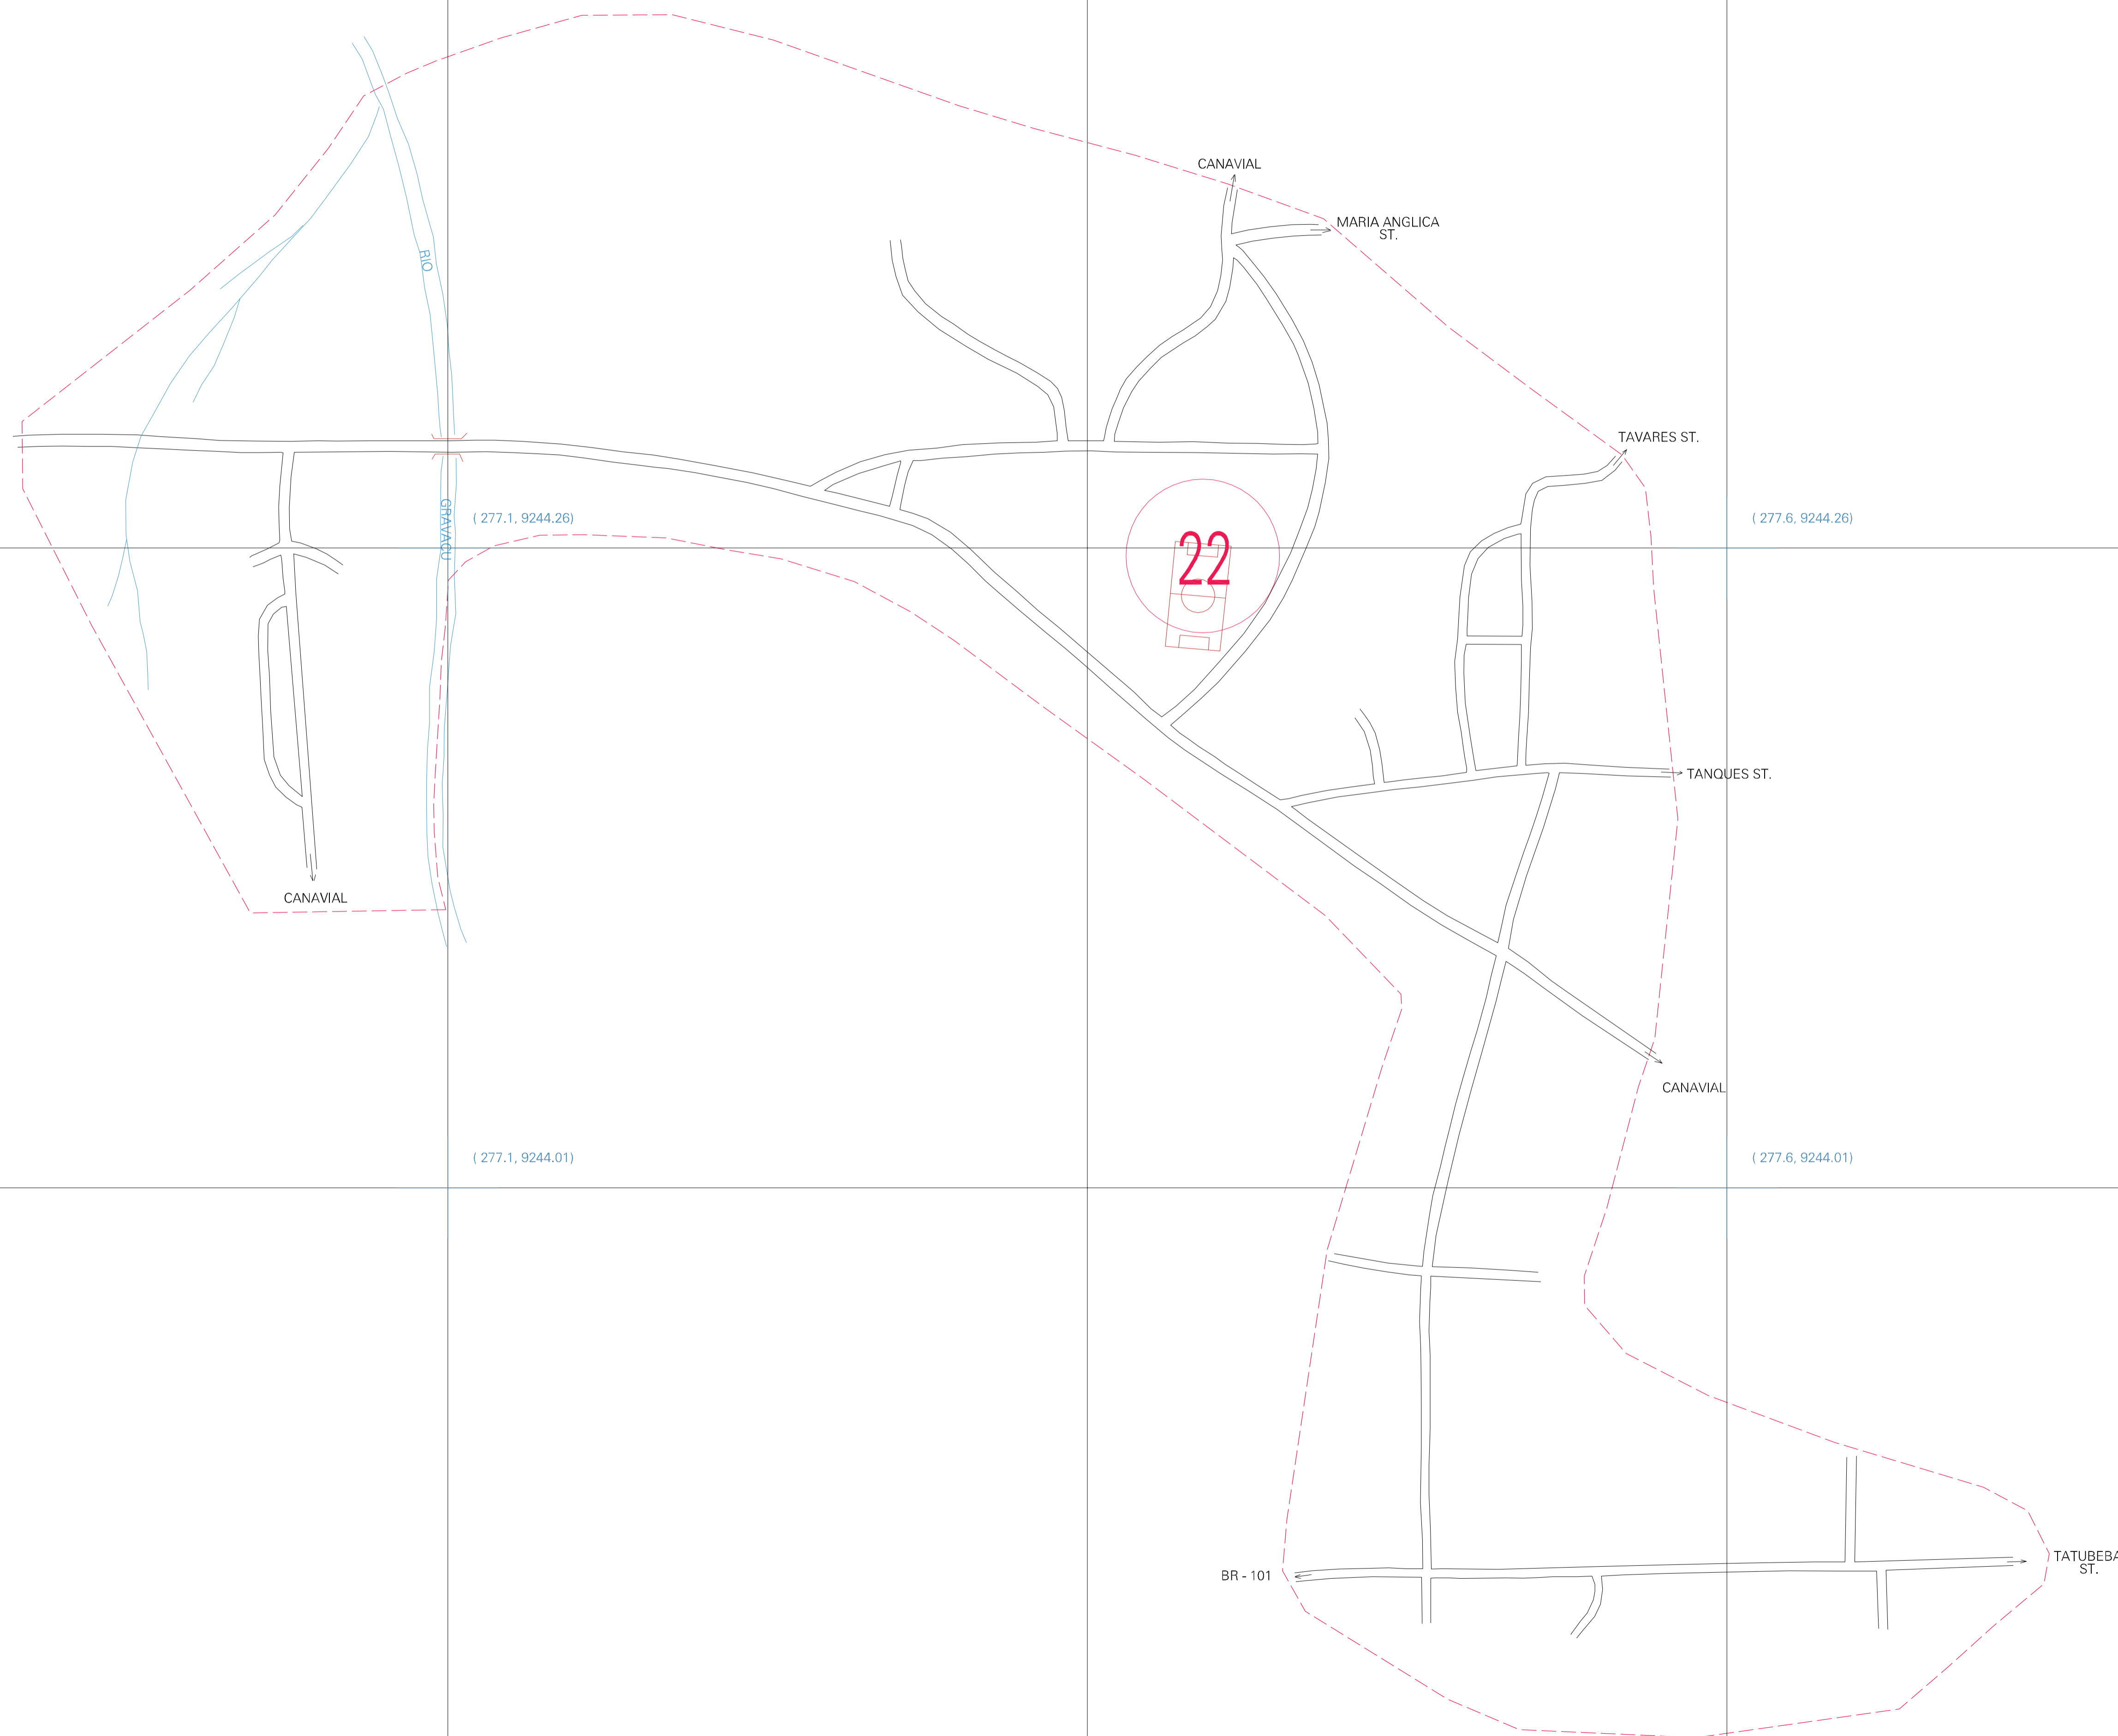 CANAVIAL
MARIA ANGLICA
ST.
RIO
TAVARES ST.
GRAVACU
( 277.1, 9244.26)
( 277.6, 9244.26)
22
TANQUES ST.
CANAVIAL
CANAVIAL
( 277.1, 9244.01)
( 277.6, 9244.01)
BR - 101
TATUBEBA
ST.